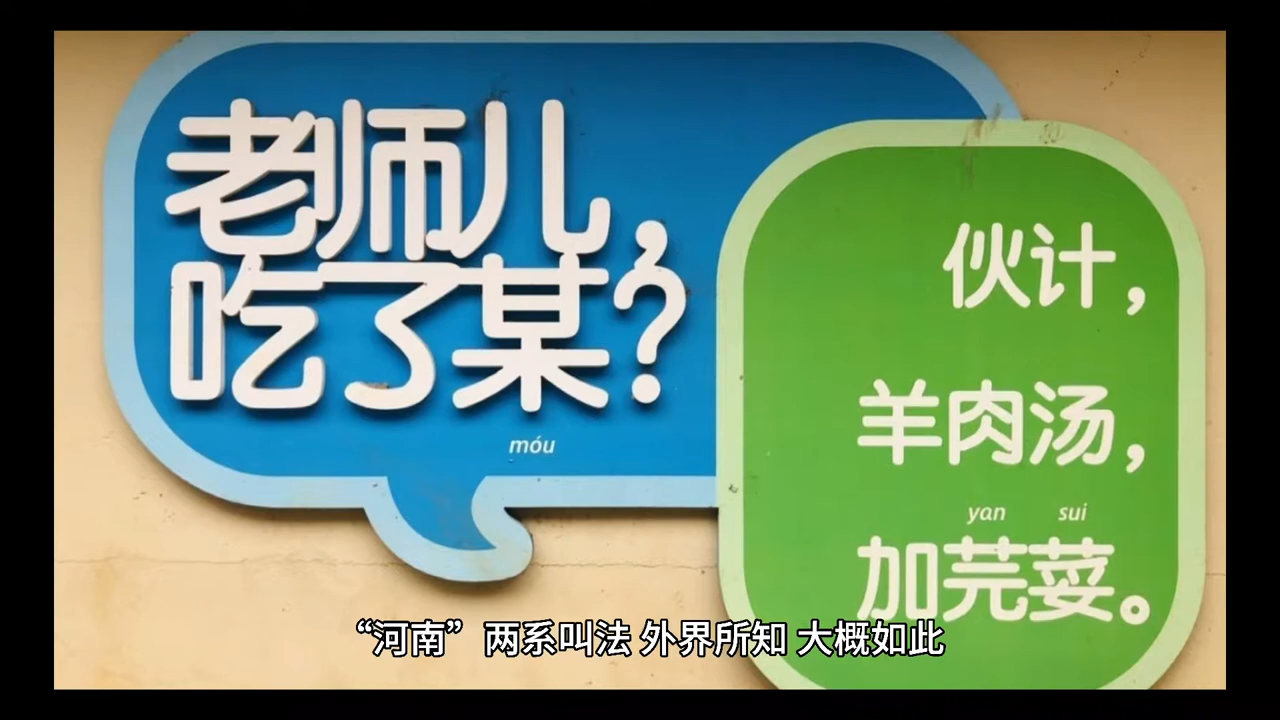 老师儿，
吃了某？
móu
伙计，
羊肉汤，
yan sui
加芫荽。
“河南”两系叫法 外界所知 大概如此